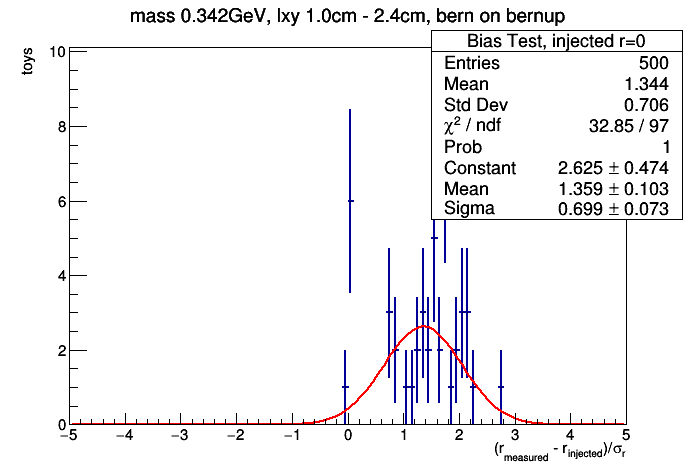 mass 0.342GeV, lxy 1.0cm - 2.4cm, bern on bernup
Bias Test, injected r=0
Entries 500
Mean 1.344
Std Dev 0.706
χ² / ndf 32.85 / 97
Prob 1
Constant 2.625 ± 0.474
Mean 1.359 ± 0.103
Sigma 0.699 ± 0.073
toys
10
8
6
4
2
0
−5 −4 −3 −2 −1 0 1 2 3 4 5
(r_measured - r_injected)/σ_r